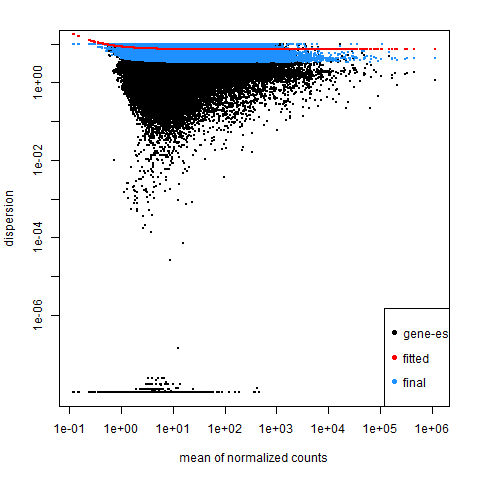 1e+00
1e-02
1e-04
1e-06
dispersion
gene-es
fitted
final
1e-01 1e+00 1e+01 1e+02 1e+03 1e+04 1e+05 1e+06
mean of normalized counts